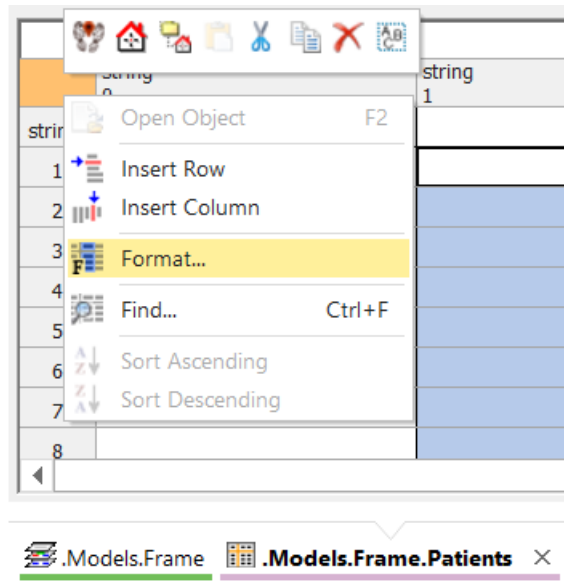 string
string
0
1
Open Object F2
strin
1 Insert Row
2 Insert Column
3 Format...
4
Find... Ctrl+F
5
6 Sort Ascending
7 Sort Descending
8
.Models.Frame .Models.Frame.Patients